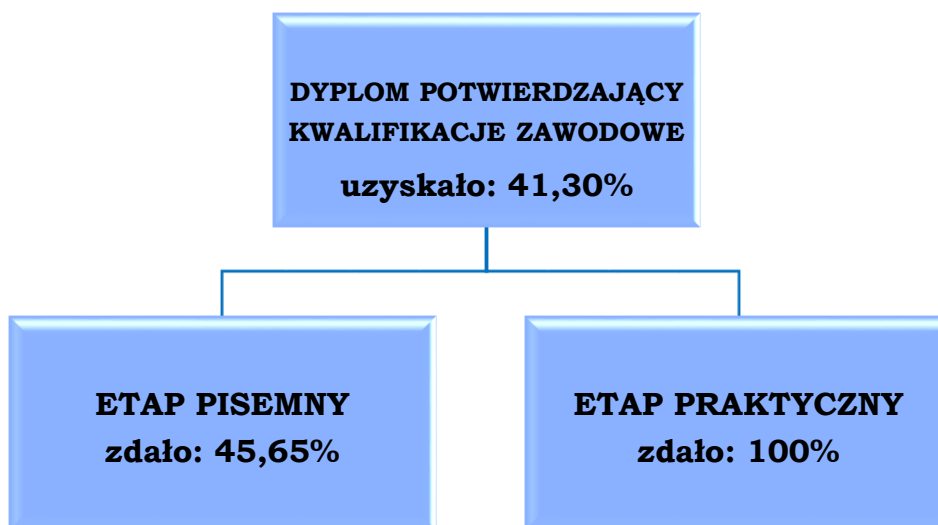 DYPLOM POTWIERDZAJĄCY
KWALIFIKACJE ZAWODOWE
uzyskało: 41,30%
ETAP PISEMNY
zdało: 45,65%
ETAP PRAKTYCZNY
zdało: 100%